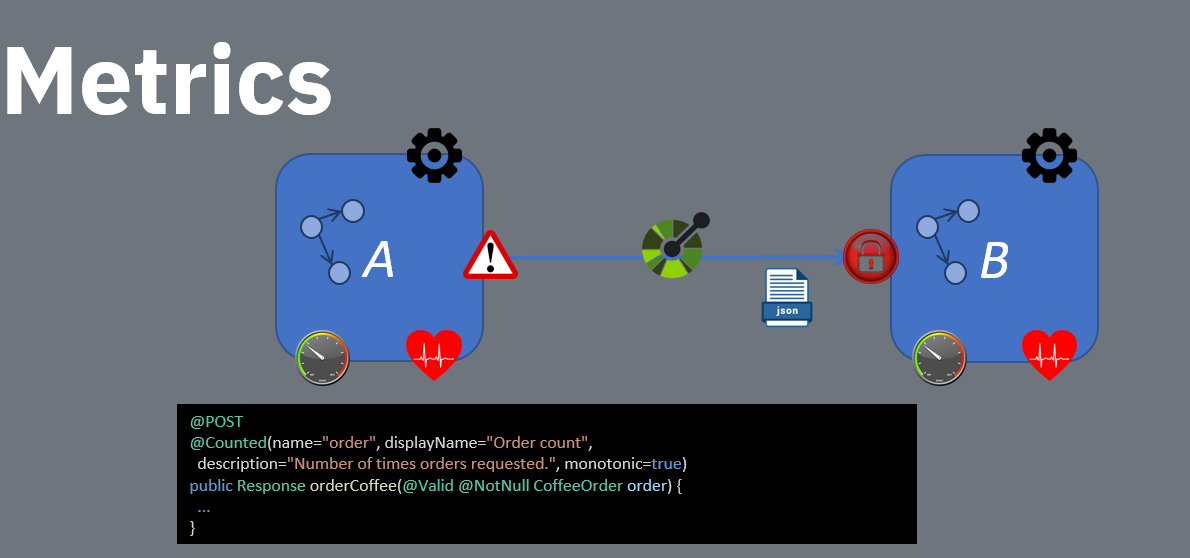 Metrics
A
B
json
@POST
@Counted(name="order", displayName="Order count",
description="Number of times orders requested.", monotonic=true)
public Response orderCoffee(@Valid @NotNull CoffeeOrder order) {
...
}